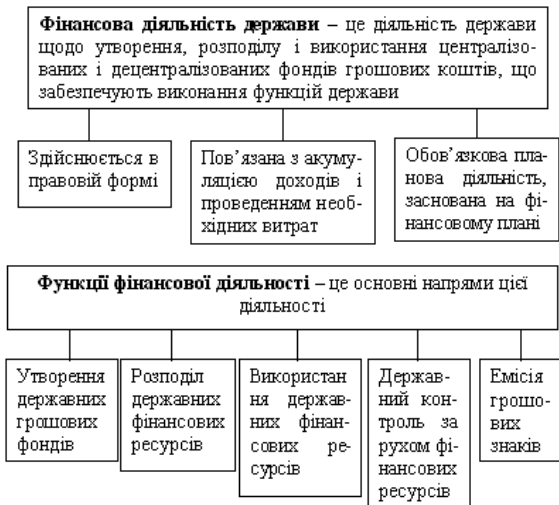 Фінансова діяльність держави – це діяльність держави
щодо утворення, розподілу і використання централізо-
ваних і децентралізованих фондів грошових коштів, що
забезпечують виконання функцій держави
Здійснюється в
правовій формі
Пов’язана з акуму-
ляцією доходів і
проведенням необ-
хідних витрат
Обов’язкова пла-
нова діяльність,
заснована на фі-
нансовому плані
Функції фінансової діяльності – це основні напрями цієї
діяльності
Утворення
державних
грошових
фондів
Розподіл
державних
фінансових
ресурсів
Використан
ня держав-
них фінан-
сових ре-
сурсів
Держав-
ний кон-
троль за
рухом фі-
нансових
ресурсів
Емісія
грошо-
вих
знаків